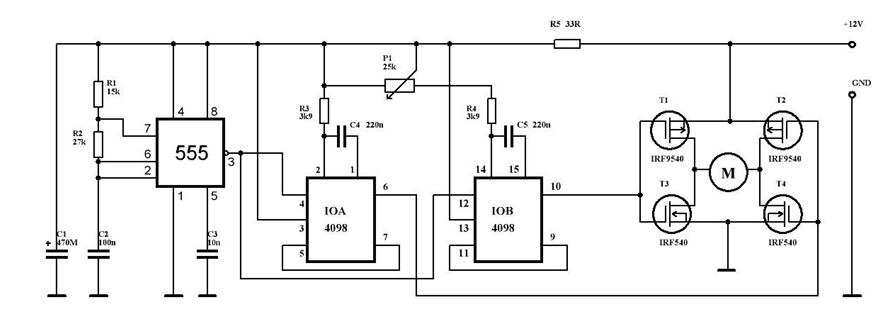 R5 33R
+12V
GND
P1
25k
R1
15k
R2
27k
R3
3k9
C4 220n
R4
3k9
C5 220n
T1
T2
IRF9540
IRF9540
M
T3
T4
IRF540
IRF540
4
8
7
6
2
555
3
1
5
2
1
4
3
5
IOA
4098
6
7
14
15
12
13
11
IOB
4098
10
9
+
C1
470M
C2
100n
C3
10n